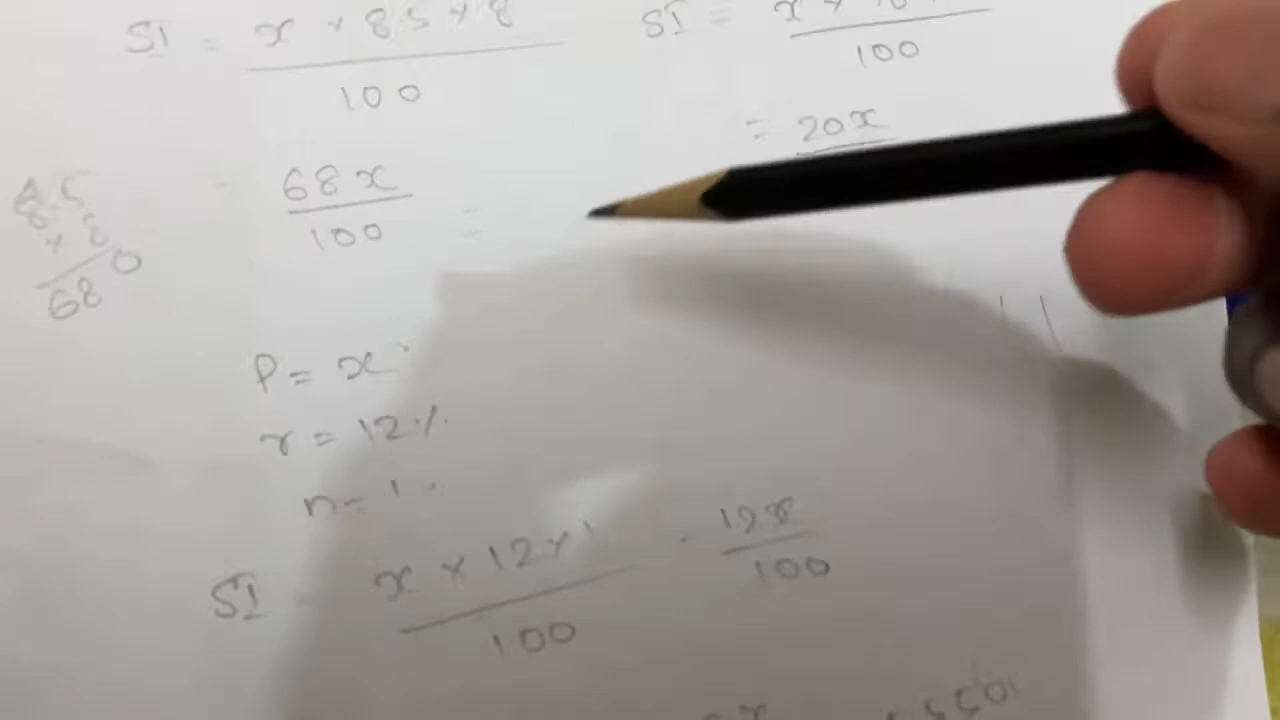 SI = x × 8.5 × 8
100
SI = x × 10
100
= 20x
68x
100
=
8.5
× 8
68 0
P = x
r = 12 %
n = 1
SI = x × 12 × 1
100
12x
100